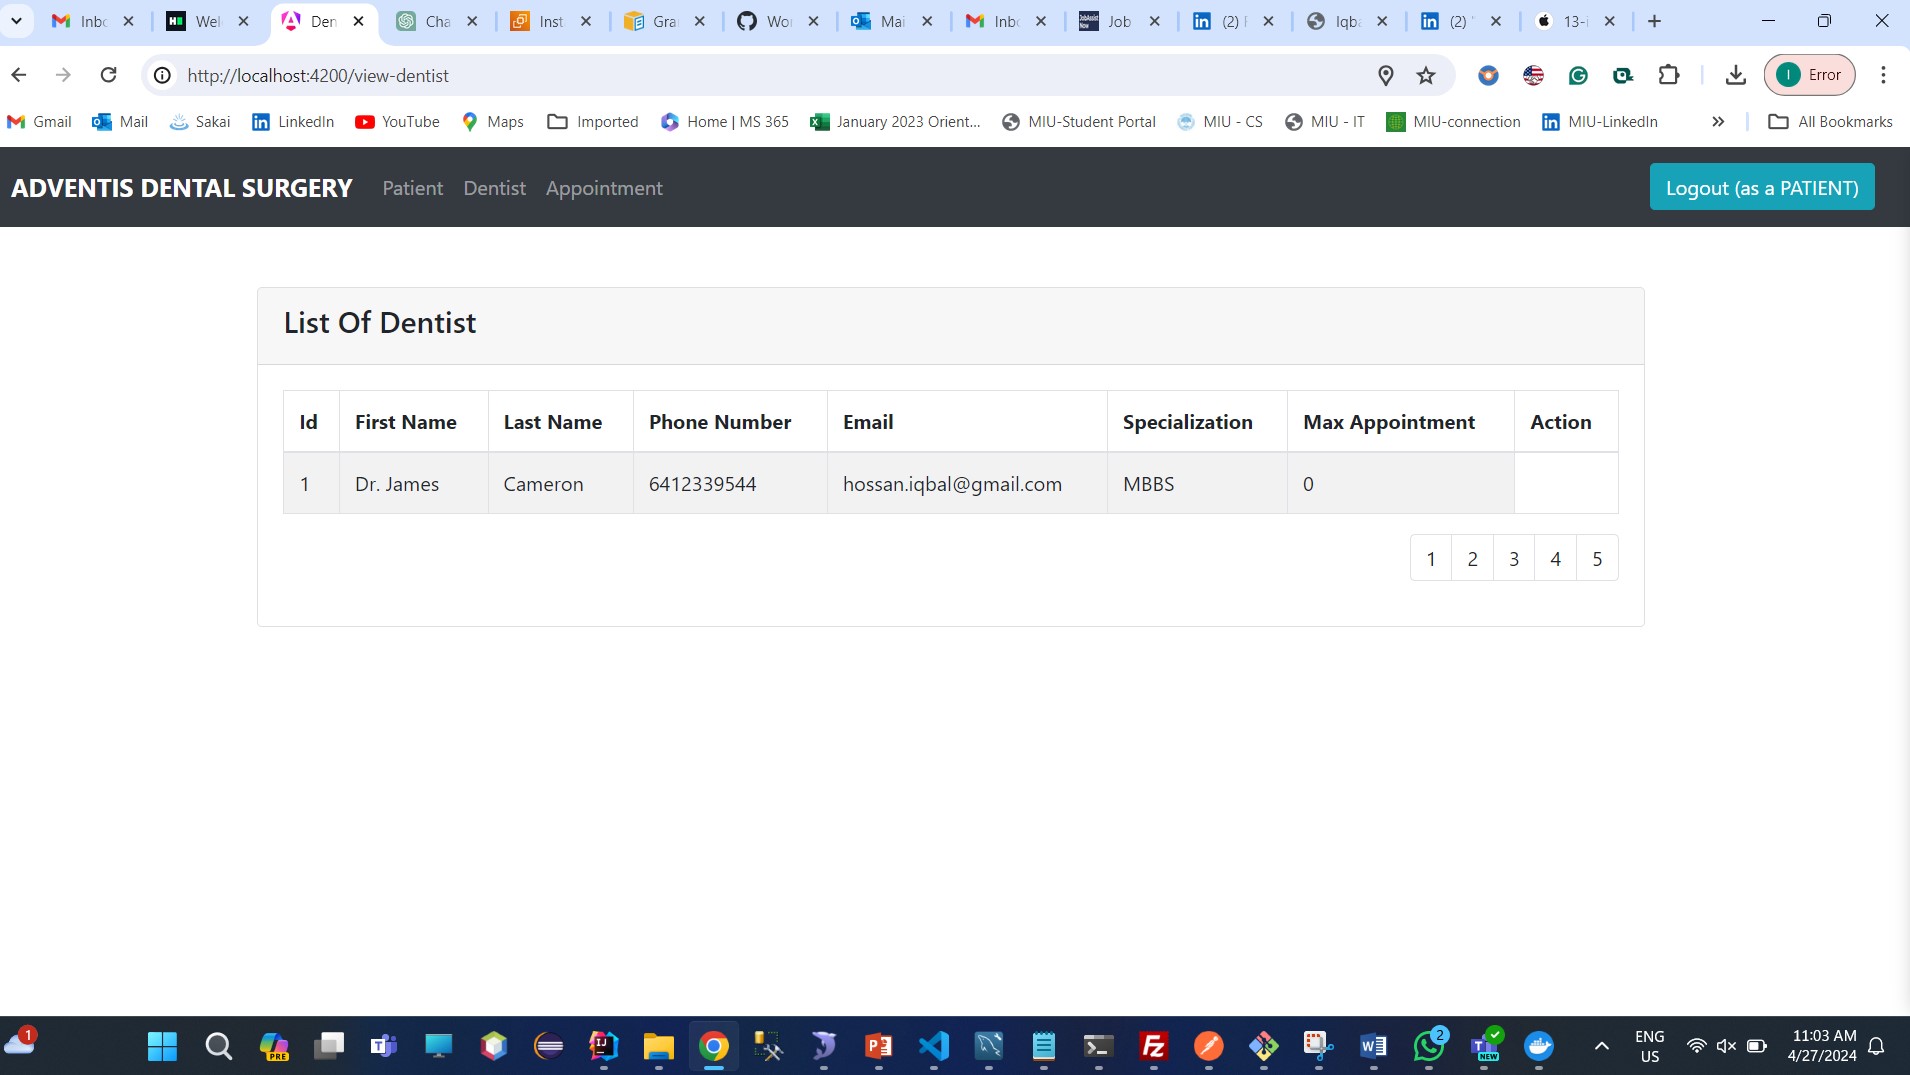 Inbc Wel Den Cha Inst Gra Wor Mai Inbc Job (2) Iqba (2) 13-i
http://localhost:4200/view-dentist Error
Gmail Mail Sakai LinkedIn YouTube Maps Imported Home | MS 365 January 2023 Orient... MIU-Student Portal MIU - CS MIU - IT MIU-connection MIU-LinkedIn All Bookmarks
ADVENTIS DENTAL SURGERY Patient Dentist Appointment Logout (as a PATIENT)
List Of Dentist
Id First Name Last Name Phone Number Email Specialization Max Appointment Action
1 Dr. James Cameron 6412339544 hossan.iqbal@gmail.com MBBS 0
1 2 3 4 5
1 PRE 2 NEW ENG 11:03 AM
US 4/27/2024